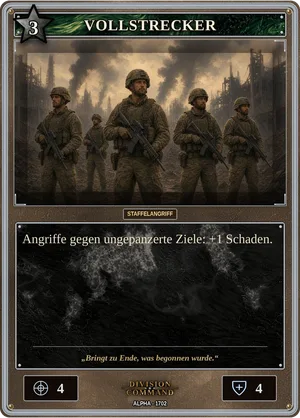 3
VOLLSTRECKER
STAFFELANGRIFF
Angriffe gegen ungepanzerte Ziele: +1 Schaden.
„Bringt zu Ende, was begonnen wurde.“
4
DIVISION
COMMAND
ALPHA - 1702
4